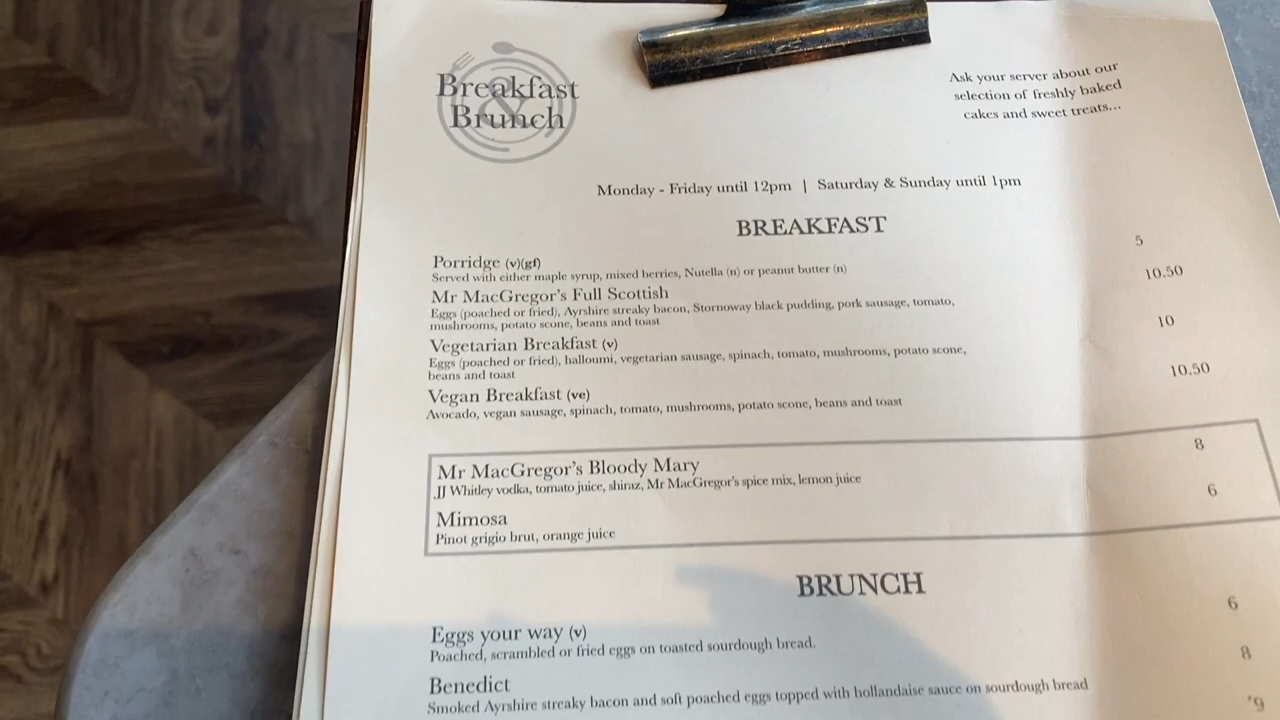 Breakfast
&
Brunch
Ask your server about our
selection of freshly baked
cakes and sweet treats...
Monday - Friday until 12pm | Saturday & Sunday until 1pm
BREAKFAST
Porridge (v)(gf) 5
Served with either maple syrup, mixed berries, Nutella (n) or peanut butter (n)
Mr MacGregor's Full Scottish 10.50
Eggs (poached or fried), Ayrshire streaky bacon, Stornoway black pudding, pork sausage, tomato,
mushrooms, potato scone, beans and toast
Vegetarian Breakfast (v) 10
Eggs (poached or fried), halloumi, vegetarian sausage, spinach, tomato, mushrooms, potato scone,
beans and toast
Vegan Breakfast (ve) 10.50
Avocado, vegan sausage, spinach, tomato, mushrooms, potato scone, beans and toast
Mr MacGregor's Bloody Mary 8
JJ Whitley vodka, tomato juice, shiraz, Mr MacGregor's spice mix, lemon juice
Mimosa 6
Pinot grigio brut, orange juice
BRUNCH
Eggs your way (v) 6
Poached, scrambled or fried eggs on toasted sourdough bread.
Benedict 8
Smoked Ayrshire streaky bacon and soft poached eggs topped with hollandaise sauce on sourdough bread
*9